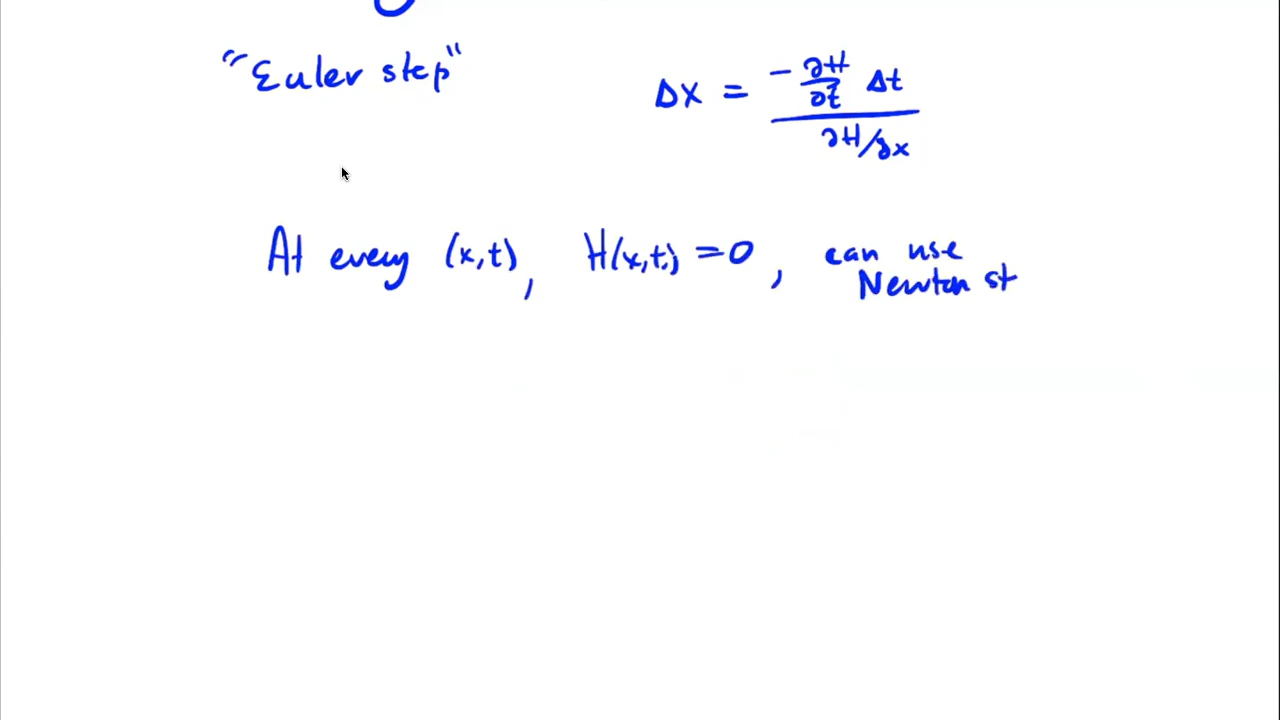 "Euler step"
Δx = (-∂H/∂t Δt) / (∂H/∂x)
At every (x,t), H(x,t) = 0, can use
Newton st